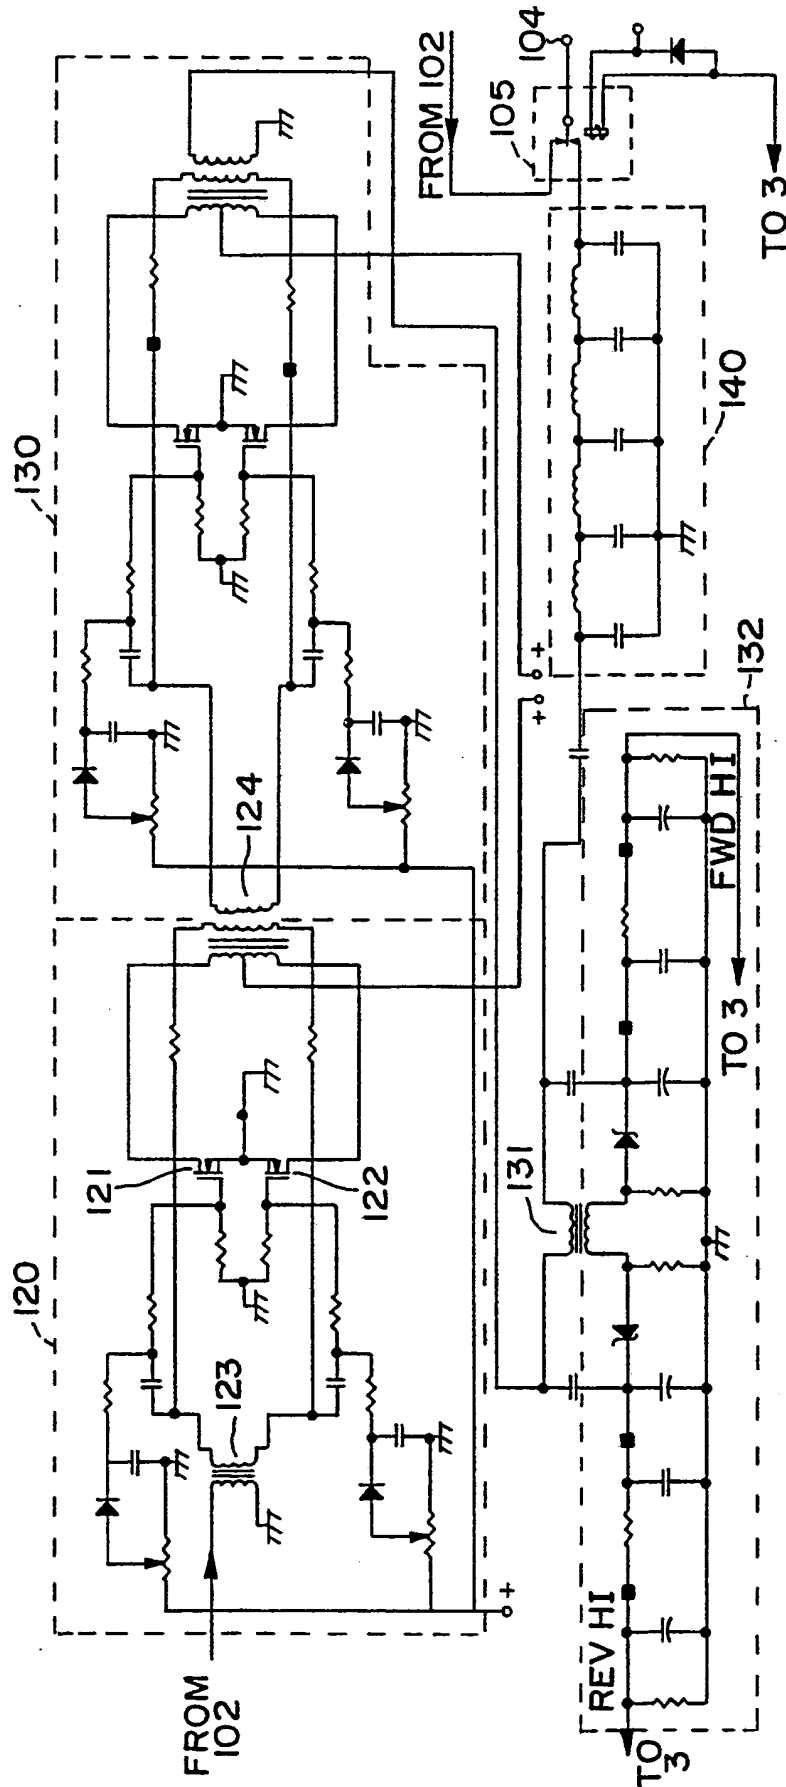 130
FROM 102
104
105
TO 3
140
124
120
121
122
123
FROM
102
+
+
+
131
132
FWD HI
TO 3
REV HI
TO
3